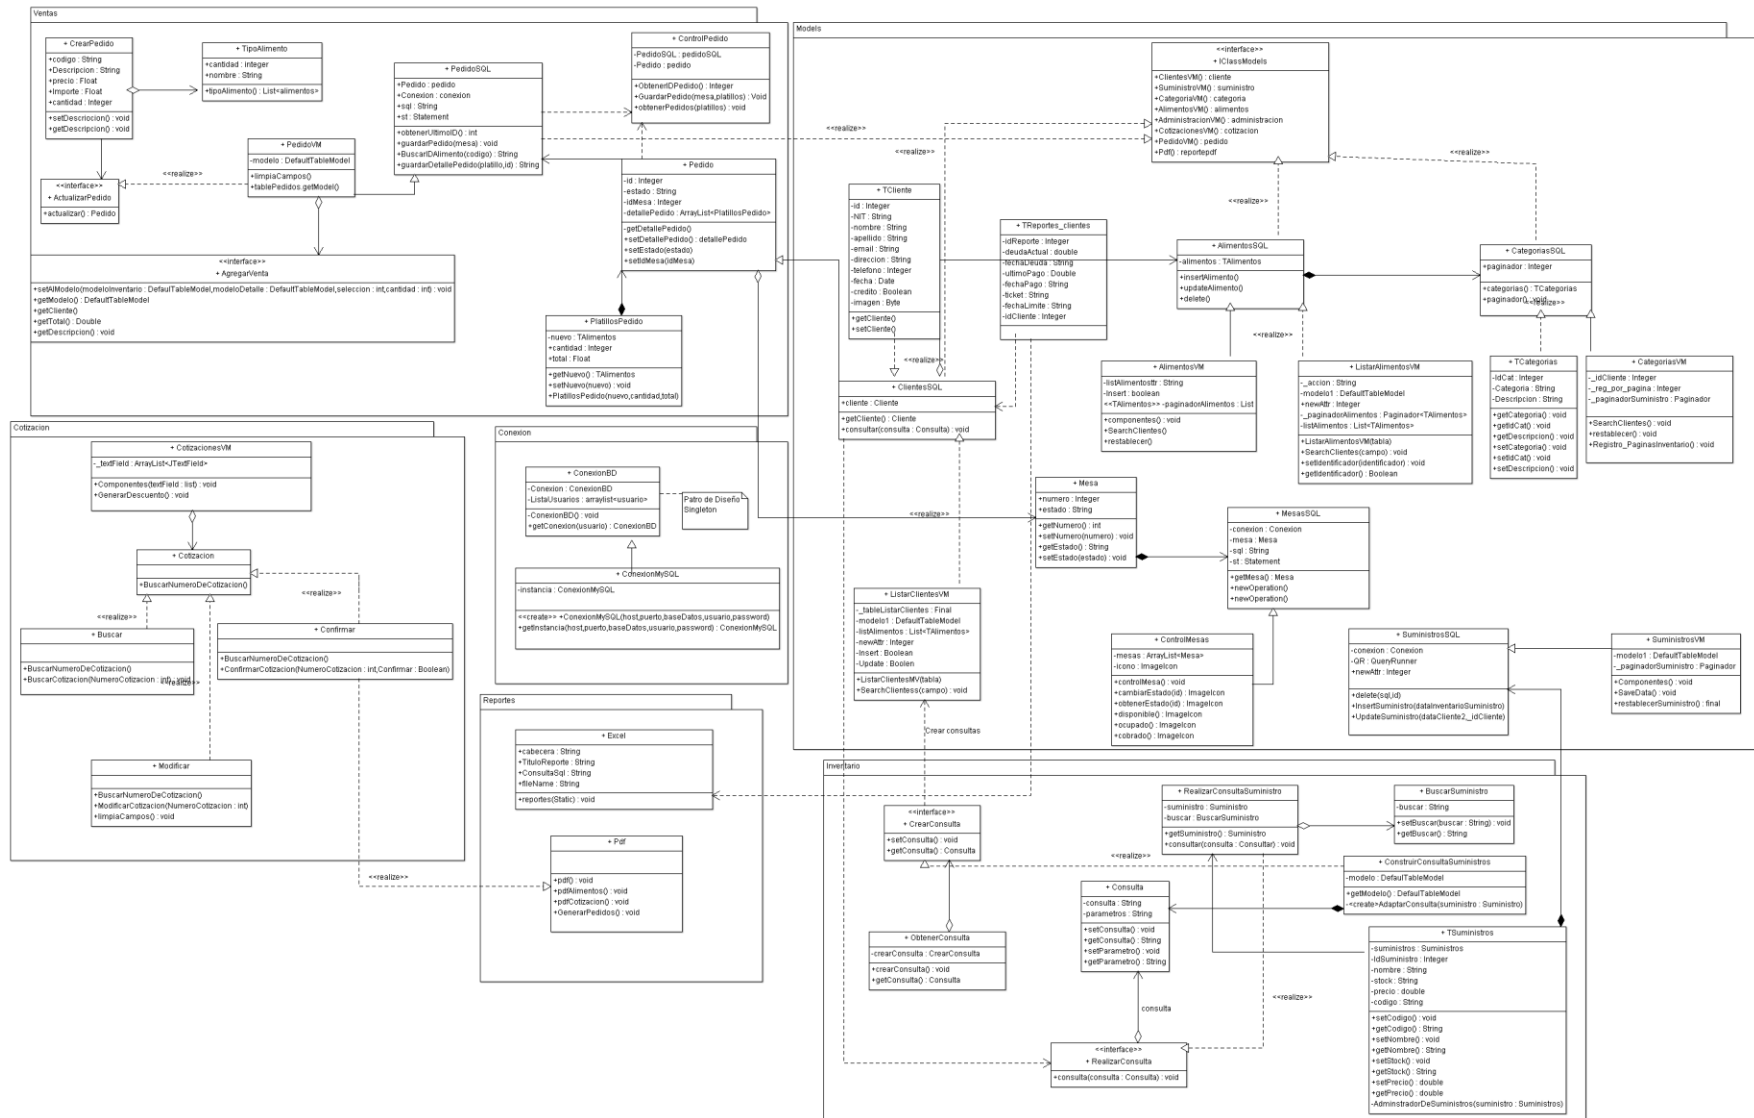 Ventas
+ CrearPedido
+codigo : String
+Descripcion : String
+precio : Float
+Importe : Float
+cantidad : Integer
+setDescriocion() : void
+getDescripcion() : void
+ TipoAlimento
+cantidad : integer
+nombre : String
+tipoAlimento() : List<alimentos>
+ PedidoSQL
+Pedido : pedido
+Conexion : conexion
+sql : String
+st : Statement
+obtenerUltimoID() : int
+guardarPedido(mesa) : void
+BuscarIDAlimento(codigo) : String
+guardarDetallePedido(platillo,id) : String
+ ControlPedido
-PedidoSQL : pedidoSQL
-Pedido : pedido
+ObtenerIDPedido() : Integer
+GuardarPedido(mesa,platillos) : Void
+obtenerPedidos(platillos) : void
+ PedidoVM
-modelo : DefaultTableModel
+limpiaCampos()
+tablePedidos.getModel()
<<realize>>
<<interface>>
+ ActualizarPedido
+actualizar() : Pedido
+ Pedido
-id : Integer
-estado : String
-idMesa : Integer
-detallePedido : ArrayList<PlatillosPedido>
-getDetallePedido()
+setDetallePedido() : detallePedido
+setEstado(estado)
+setIdMesa(idMesa)
<<interface>>
+ AgregarVenta
+setAlModelo(modeloInventario : DefaulTableModel,modeloDetalle : DefaultTableModel,seleccion : int,cantidad : int) : void
+getModelo() : DefaultTableModel
+getCliente()
+getTotal() : Double
+getDescripcion() : void
+ PlatillosPedido
-nuevo : TAlimentos
+cantidad : Integer
+total : Float
+getNuevo() : TAlimentos
+setNuevo(nuevo) : void
+PlatillosPedido(nuevo,cantidad,total)
Models
<<interface>>
+ IClassModels
+ClientesVM() : cliente
+SuministroVM() : suministro
+CategoriaVM() : categoria
+AlimentosVM() : alimentos
+AdministracionVM() : administracion
+CotizacionesVM() : cotizacion
+PedidoVM() : pedido
+Pdf() : reportepdf
<<realize>>
<<realize>>
<<realize>>
<<realize>>
+ TCliente
-id : Integer
-NIT : String
-nombre : String
-apellido : String
-email : String
-direccion : String
-telefono : Integer
-fecha : Date
-credito : Boolean
-imagen : Byte
+getCliente()
+setCliente()
<<realize>>
+ TReportes_clientes
-idReporte : Integer
-deudaActual : double
-fechaDeuda : String
-ultimoPago : Double
-fechaPago : String
-ticket : String
-fechaLimite : String
-idCliente : Integer
+ AlimentosSQL
-alimentos : TAlimentos
+insertAlimento()
+updateAlimento()
+delete()
<<realize>>
+ CategoriasSQL
+paginador : Integer
+categorias() : TCategorias
+paginador() : void
<<realize>>
+ ClientesSQL
+cliente : Cliente
+getCliente() : Cliente
+consultar(consulta : Consulta) : void
+ AlimentosVM
-listAlimentosttr : String
-Insert : boolean
<<TAlimentos>> -paginadorAlimentos : List
+componentes() : void
+SearchClientes()
+restablecer()
+ ListarAlimentosVM
-_accion : String
-modelo1 : DefaultTableModel
+newAttr : Integer
-_paginadorAlimentos : Paginador<TAlimentos>
-listAlimentos : List<TAlimentos>
+ListarAlimentosVM(tabla)
+SearchClientes(campo) : void
+setIdentificador(identificador) : void
+getIdentificador() : Boolean
+ TCategorias
-IdCat : Integer
-Categoria : String
-Descripcion : String
+getCategoria() : void
+getIdCat() : void
+getDescripcion() : void
+setCategoria() : void
+setIdCat() : void
+setDescripcion() : void
+ CategoriasVM
-_idCliente : Integer
-_reg_por_pagina : Integer
-_paginadorSuministro : Paginador
+SearchClientes() : void
+restablecer() : void
+Registro_PaginasInventario() : void
+ Mesa
+numero : Integer
+estado : String
+getNumero() : int
+setNumero(numero) : void
+getEstado() : String
+setEstado(estado) : void
<<realize>>
+ MesasSQL
-conexion : Conexion
-mesa : Mesa
-sql : String
-st : Statement
+getMesa() : Mesa
+newOperation()
+newOperation()
+ ListarClientesVM
-_tableListarClientes : Final
-modelo1 : DefaultTableModel
-listAlimentos : List<TAlimentos>
-newAttr : Integer
-Insert : Boolean
-Update : Boolen
+ListarClientesMV(tabla)
+SearchClientess(campo) : void
Crear consultas
+ ControlMesas
-mesas : ArrayList<Mesa>
-icono : ImageIcon
+controlMesa() : void
+cambiarEstado(id) : ImageIcon
+obtenerEstado(id) : ImageIcon
+disponible() : ImageIcon
+ocupado() : ImageIcon
+cobrado() : ImageIcon
+ SuministrosSQL
-conexion : Conexion
-QR : QueryRunner
+newAttr : Integer
+delete(sql,id)
+InsertSuministro(dataInventarioSuministro)
+UpdateSuministro(dataCliente2,_idCliente)
+ SuministrosVM
-modelo1 : DefaultTableModel
-_paginadorSuministro : Paginador
+Componentes() : void
+SaveData() : void
+restablecerSuministro() : final
Cotizacion
+ CotizacionesVM
-_textField : ArrayList<JTextField>
+Componentes(textField : list) : void
+GenerarDescuento() : void
+ Cotizacion
+BuscarNumeroDeCotizacion()
<<realize>>
<<realize>>
+ Buscar
+BuscarNumeroDeCotizacion()
+BuscarCotizacion(NumeroCotizacion : int) : void
<<realize>>
+ Confirmar
+BuscarNumeroDeCotizacion()
+ConfirmarCotizacion(NumeroCotizacion : int,Confirmar : Boolean)
+ Modificar
+BuscarNumeroDeCotizacion()
+ModificarCotizacion(NumeroCotizacion : int)
+limpiaCampos() : void
<<realize>>
Conexion
+ ConexionBD
-Conexion : ConexionBD
-ListaUsuarios : arraylist<usuario>
-ConexionBD() : void
+getConexion(usuario) : ConexionBD
Patro de Diseño
Singleton
+ ConexionMySQL
-instancia : ConexionMySQL
<<create>> +ConexionMySQL(host,puerto,baseDatos,usuario,password)
+getInstancia(host,puerto,baseDatos,usuario,password) : ConexionMySQL
Reportes
+ Excel
+cabecera : String
+TituloReporte : String
+ConsultaSql : String
+fileName : String
+reportes(Static) : void
+ Pdf
+pdf() : void
+pdfAlimentos() : void
+pdfCotizacion() : void
+GenerarPedidos() : void
Inventario
<<interface>>
+ CrearConsulta
+setConsulta() : void
+getConsulta() : Consulta
+ RealizarConsultaSuministro
-suministro : Suministro
-buscar : BuscarSuministro
+getSuministro() : Suministro
+consultar(consulta : Consultar) : void
+ BuscarSuministro
-buscar : String
+setBuscar(buscar : String) : void
+getBuscar() : String
<<realize>>
+ ConstruirConsultaSuministros
-modelo : DefaulTableModel
+getModelo() : DefaulTableModel
-<create>AdaptarConsulta(suministro : Suministro)
+ Consulta
-consulta : String
-parametros : String
+setConsulta() : void
+getConsulta() : String
+setParametro() : void
+getParametro() : String
+ ObtenerConsulta
-crearConsulta : CrearConsulta
+crearConsulta() : void
+getConsulta() : Consulta
consulta
<<realize>>
+ TSuministros
-suministros : Suministros
-IdSuministro : Integer
-nombre : String
-stock : String
-precio : double
-codigo : String
+setCodigo() : void
+getCodigo() : String
+setNombre() : void
+getNombre() : String
+setStock() : void
+getStock() : String
+setPrecio() : double
+getPrecio() : double
-AdminstradorDeSuministros(suministro : Suministros)
<<interface>>
+ RealizarConsulta
+consulta(consulta : Consulta) : void